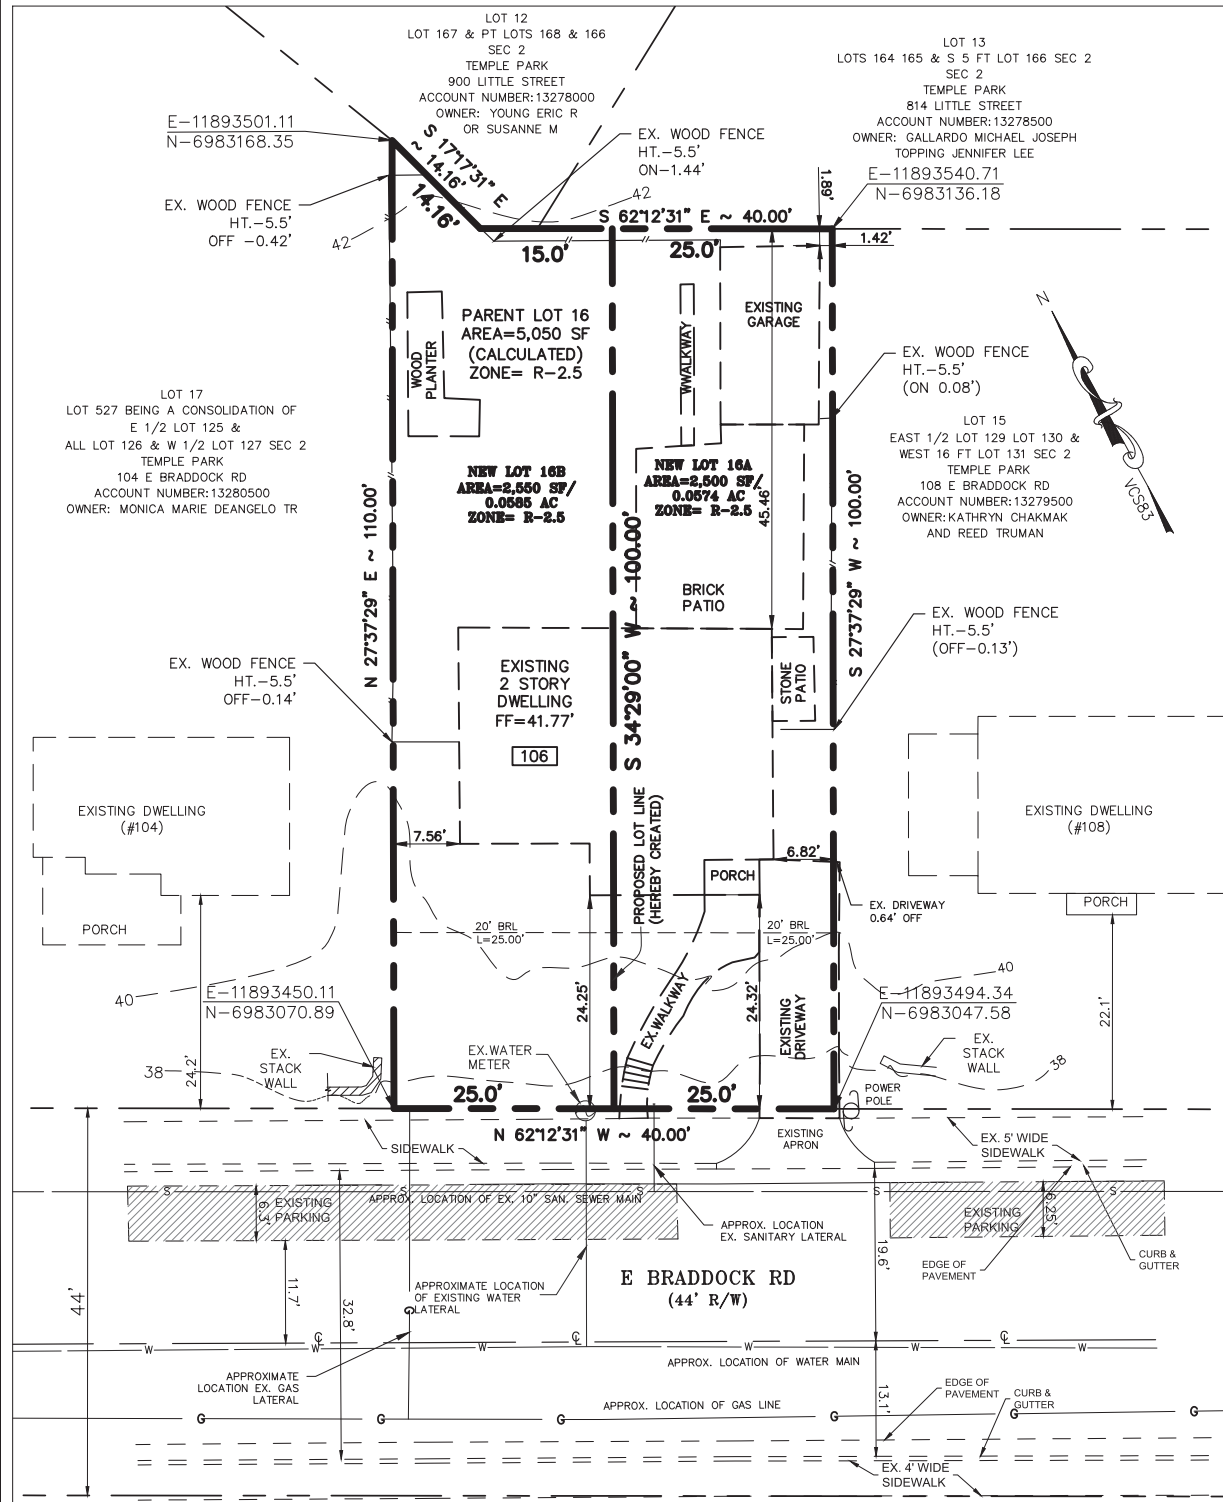 LOT 12
LOT 167 & PT LOTS 168 & 166
SEC 2
TEMPLE PARK
900 LITTLE STREET
ACCOUNT NUMBER:13278000
OWNER: YOUNG ERIC R
OR SUSANNE M
LOT 13
LOTS 164 165 & S 5 FT LOT 166 SEC 2
SEC 2
TEMPLE PARK
814 LITTLE STREET
ACCOUNT NUMBER:13278500
OWNER: GALLARDO MICHAEL JOSEPH
TOPPING JENNIFER LEE
E-11893501.11
N-6983168.35
S 17°17'31" E
~ 14.16'
14.16'
EX. WOOD FENCE
HT.-5.5'
ON-1.44'
E-11893540.71
N-6983136.18
1.89'
EX. WOOD FENCE
HT.-5.5'
OFF -0.42'
42
42
S 62°12'31" E ~ 40.00'
1.42'
15.0'
25.0'
PARENT LOT 16
AREA=5,050 SF
(CALCULATED)
ZONE= R-2.5
WOOD
PLANTER
WWALKWAY
EXISTING
GARAGE
N
VCS83
EX. WOOD FENCE
HT.-5.5'
(ON 0.08')
LOT 17
LOT 527 BEING A CONSOLIDATION OF
E 1/2 LOT 125 &
ALL LOT 126 & W 1/2 LOT 127 SEC 2
TEMPLE PARK
104 E BRADDOCK RD
ACCOUNT NUMBER:13280500
OWNER: MONICA MARIE DEANGELO TR
LOT 15
EAST 1/2 LOT 129 LOT 130 &
WEST 16 FT LOT 131 SEC 2
TEMPLE PARK
108 E BRADDOCK RD
ACCOUNT NUMBER:13279500
OWNER:KATHRYN CHAKMAK
AND REED TRUMAN
NEW LOT 16B
AREA=2,550 SF/
0.0585 AC
ZONE= R-2.5
NEW LOT 16A
AREA=2,500 SF/
0.0574 AC
ZONE= R-2.5
45.46'
N 27°37'29" E ~ 110.00'
S 34°29'00" W ~ 100.00'
S 27°37'29" W ~ 100.00'
BRICK
PATIO
EX. WOOD FENCE
HT.-5.5'
(OFF-0.13')
EX. WOOD FENCE
HT.-5.5'
OFF-0.14'
EXISTING
2 STORY
DWELLING
FF=41.77'
106
STONE
PATIO
EXISTING DWELLING
(#104)
PORCH
EXISTING DWELLING
(#108)
PORCH
7.56'
PROPOSED LOT LINE
(HEREBY CREATED)
6.82'
PORCH
EX. DRIVEWAY
0.64' OFF
20' BRL
L=25.00'
20' BRL
L=25.00'
40
40
E-11893450.11
N-6983070.89
E-11893494.34
N-6983047.58
24.2'
24.25'
24.32'
22.1'
EX.WALKWAY
EXISTING
DRIVEWAY
EX.
STACK
WALL
EX.WATER
METER
EX.
STACK
WALL
38
38
25.0'
25.0'
POWER
POLE
N 62°12'31" W ~ 40.00'
SIDEWALK
EXISTING
APRON
EX. 5' WIDE
SIDEWALK
S
S
S
S
S
APPROX. LOCATION OF EX. 10" SAN. SEWER MAIN
EXISTING
PARKING
6.3'
EXISTING
PARKING
6.25'
APPROX. LOCATION
EX. SANITARY LATERAL
19.6'
EDGE OF
PAVEMENT
CURB &
GUTTER
APPROXIMATE LOCATION
OF EXISTING WATER
LATERAL
G
E BRADDOCK RD
(44' R/W)
44'
11.7'
32.8'
CL
CL
CL
W
W
W
W
W
APPROX. LOCATION OF WATER MAIN
APPROXIMATE
LOCATION EX. GAS
LATERAL
13.1'
EDGE OF
PAVEMENT
CURB &
GUTTER
APPROX. LOCATION OF GAS LINE
G
G
G
G
G
G
EX. 4' WIDE
SIDEWALK